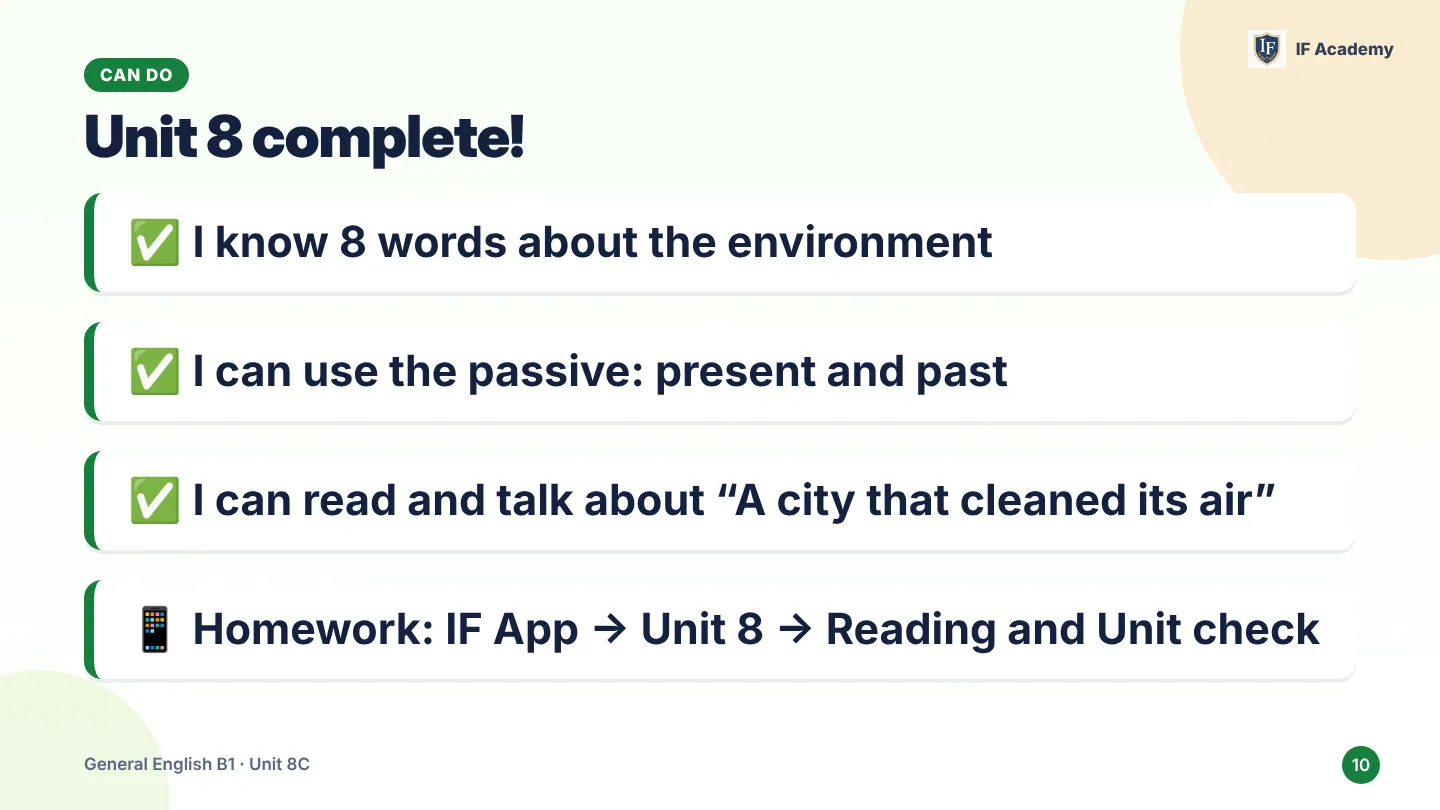 IF
IF Academy
CAN DO
Unit 8 complete!
✅ I know 8 words about the environment
✅ I can use the passive: present and past
✅ I can read and talk about “A city that cleaned its air”
📱 Homework: IF App → Unit 8 → Reading and Unit check
General English B1 · Unit 8C
10